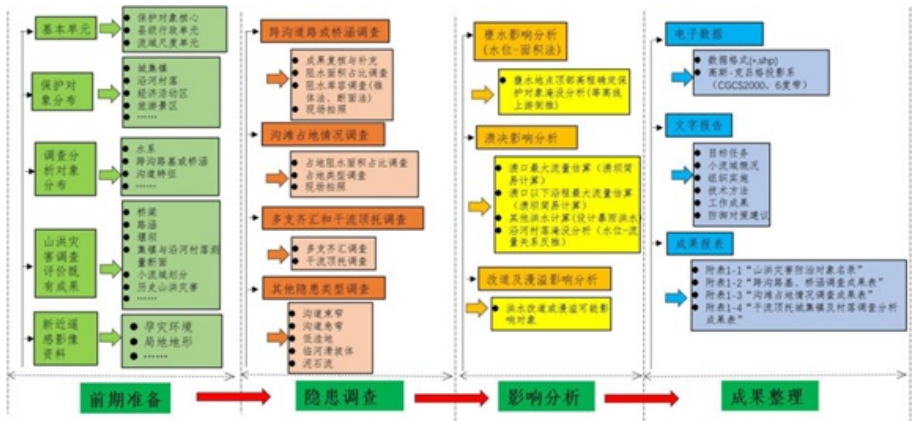 基本单元
保护对象核心
县级行政单元
流域尺度单元
保护对
象分布
城集镇
沿河村落
经济活动区
旅游景区
……
调查分
析对象
分布
水系
跨沟路基或桥涵
沟道特征
……
山洪灾
害调查
评价既
有成果
桥梁
路涵
堰坝
集镇与沿河村落测
量断面
小流域划分
历史山洪灾害
……
新近遥
感影像
资料
孕灾环境
局地地形
……
前期准备
跨沟道路或桥涵调查
成果复核与补充
阻水面积占比调查
阻水库容调查(锥
体法、断面法)
现场拍照
沟滩占地情况调查
占地阻水面积占比调查
占地类型调查
现场拍照
多支齐汇和干流顶托调查
多支齐汇调查
干流顶托调查
其他隐患类型调查
沟道束窄
沟道急弯
低洼地
临河滑坡体
泥石流
隐患调查
壅水影响分析
(水位-面积法)
壅水地点顶部高程确定保
护对象淹没分析(等高线
上游倒推)
溃决影响分析
溃口最大流量估算(溃坝简
易计算)
溃口以下沿程最大流量估算
(溃坝简易计算)
其他洪水计算(设计暴雨洪水)
沿河村落淹没分析(水位-流
量关系反推)
改道及漫溢影响分析
洪水改道或漫溢可能影
响对象
影响分析
电子数据
数据格式(*.shp)
高斯-克吕格投影系
(CGCS2000、6度带)
文字报告
目标任务
小流域概况
组织实施
技术方法
工作成果
防御对策建议
成果报表
附表1-1“山洪灾害防治对象名录”
附表1-2“跨沟路基、桥涵调查成果表”
附表1-3“沟滩占地情况调查成果表”
附表1-4“干流顶托城集镇及村落调查分析
成果表”
成果整理